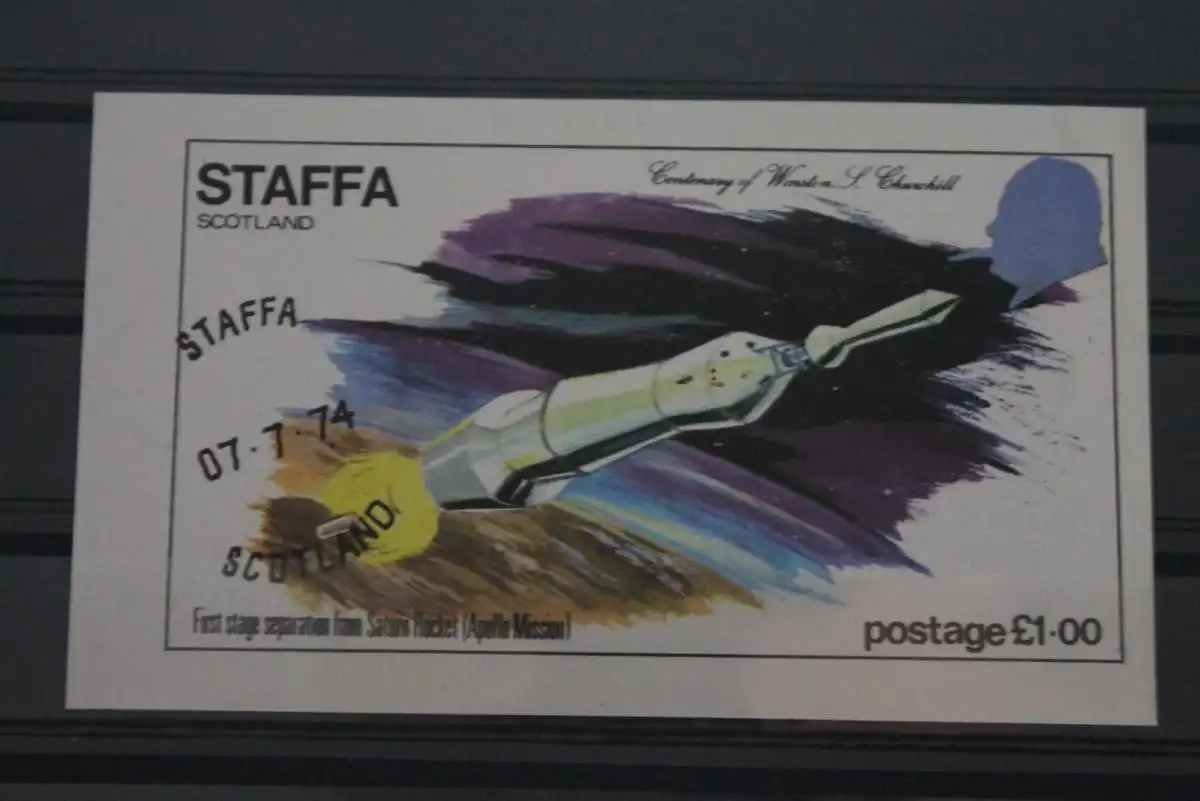 STAFFA
SCOTLAND
Centenary of Winston S. Churchill
STAFFA
07·7·74
SCOTLAND
First stage separation from Saturn Rocket (Apollo Mission)
postage £1·00